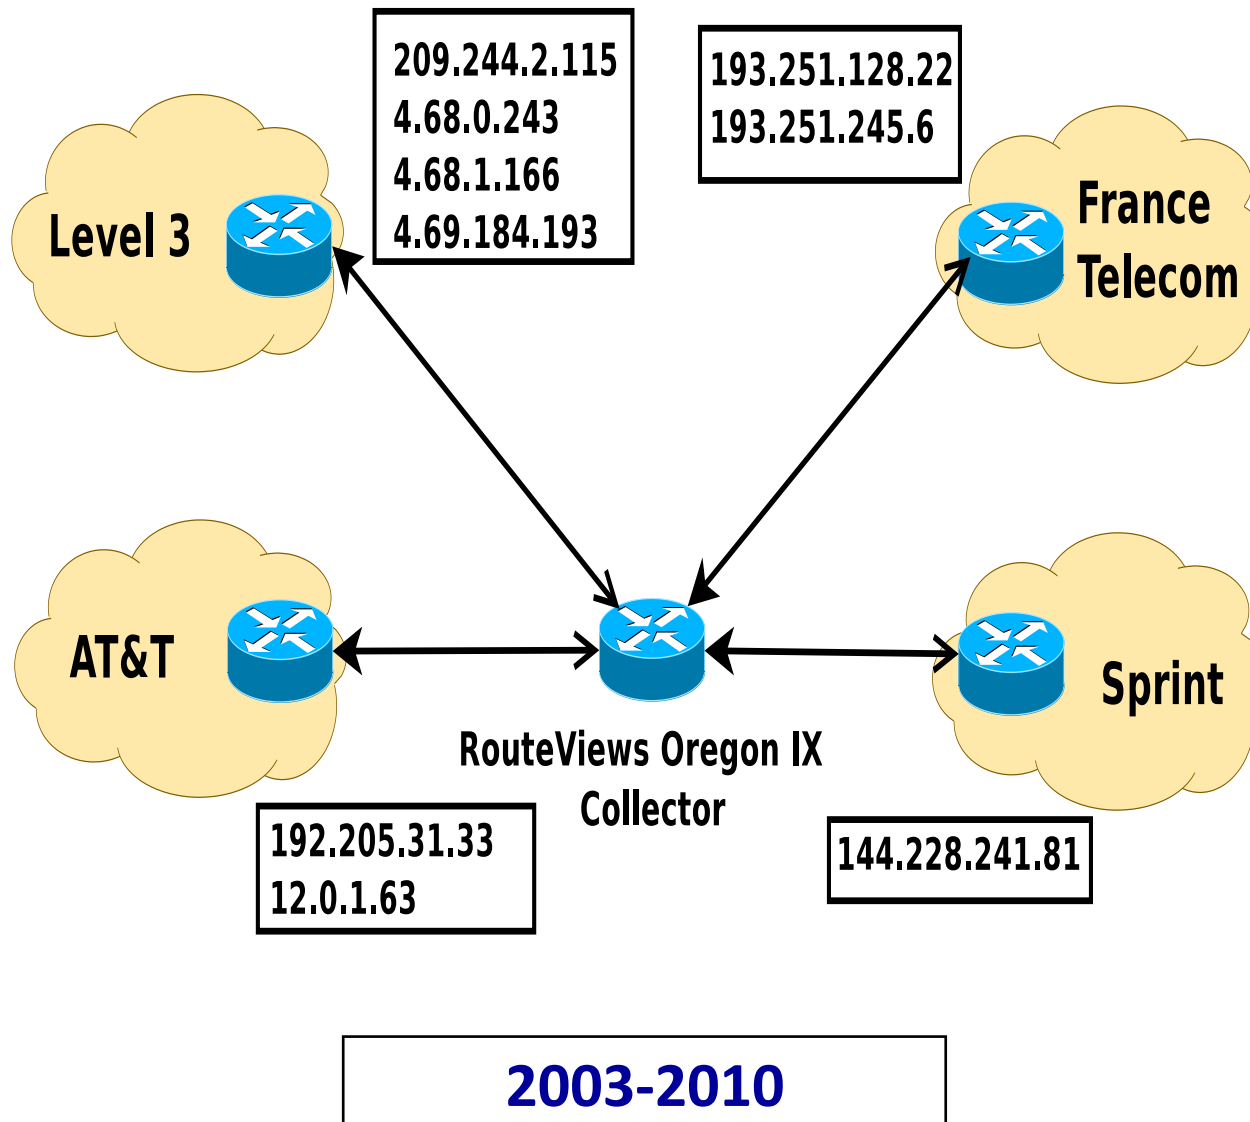 209.244.2.115
4.68.0.243
4.68.1.166
4.69.184.193
193.251.128.22
193.251.245.6
Level 3
France
Telecom
AT&T
Sprint
RouteViews Oregon IX
Collector
192.205.31.33
12.0.1.63
144.228.241.81
2003-2010